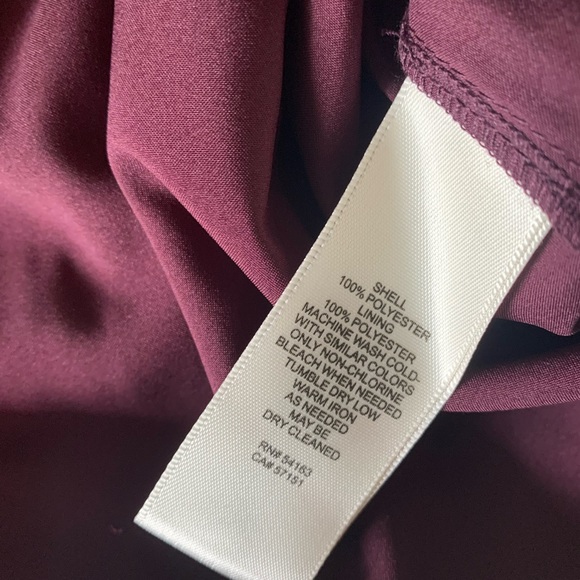 SHELL
100% POLYESTER
LINING
100% POLYESTER
MACHINE WASH COLD-
WITH SIMILAR COLORS
ONLY NON-CHLORINE
BLEACH WHEN NEEDED
TUMBLE DRY LOW
WARM IRON
AS NEEDED
MAY BE
DRY CLEANED
RN# 54163
CA# 57151